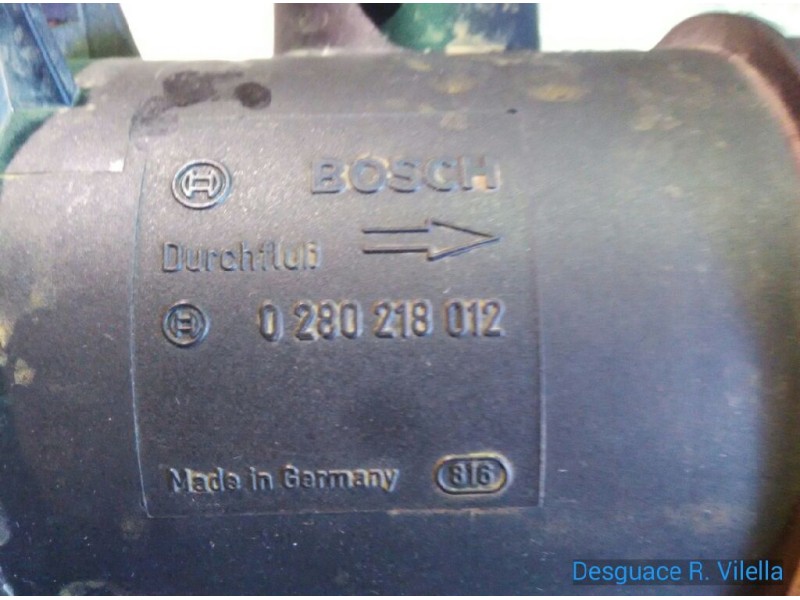 BOSCH
Durchfluß
0 280 218 012
Made in Germany 816
Desguace R. Vilella